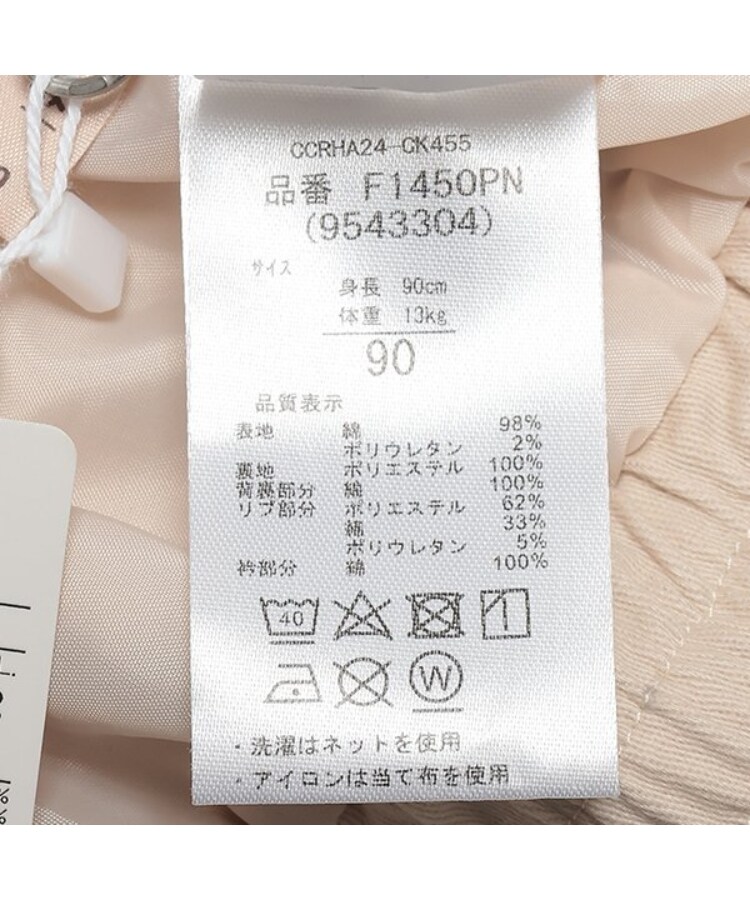 CCRHA24-CK455
品番 F1450PN
(9543304)
サイズ
身長 90cm
体重 13kg
90
品質表示
表地 綿 98%
ポリウレタン 2%
裏地 ポリエステル 100%
背裏部分 綿 100%
リブ部分 ポリエステル 62%
綿 33%
ポリウレタン 5%
衿部分 綿 100%
40
W
・洗濯はネットを使用
・アイロンは当て布を使用